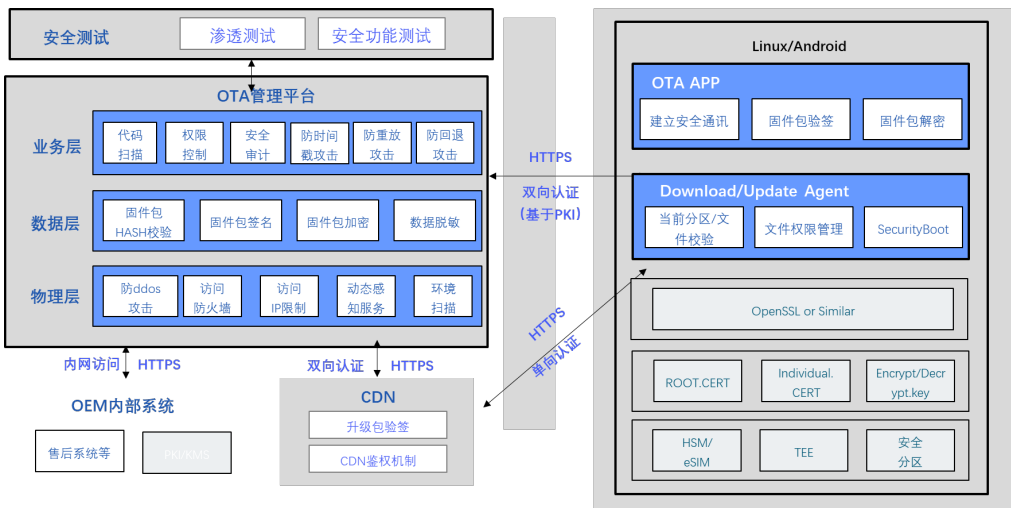 安全测试
渗透测试
安全功能测试
OTA管理平台
业务层
代码
扫描
权限
控制
安全
审计
防时间
戳攻击
防重放
攻击
防回退
攻击
数据层
固件包
HASH校验
固件包签名
固件包加密
数据脱敏
物理层
防ddos
攻击
访问
防火墙
访问
IP限制
动态感
知服务
环境
扫描
内网访问
HTTPS
双向认证
HTTPS
OEM内部系统
售后系统等
PKI/KMS
CDN
升级包验签
CDN鉴权机制
HTTPS
双向认证
(基于PKI)
HTTPS
单向认证
Linux/Android
OTA APP
建立安全通讯
固件包验签
固件包解密
Download/Update Agent
当前分区/文
件校验
文件权限管理
SecurityBoot
OpenSSL or Similar
ROOT.CERT
Individual.
CERT
Encrypt/Decr
ypt.key
HSM/
eSIM
TEE
安全
分区